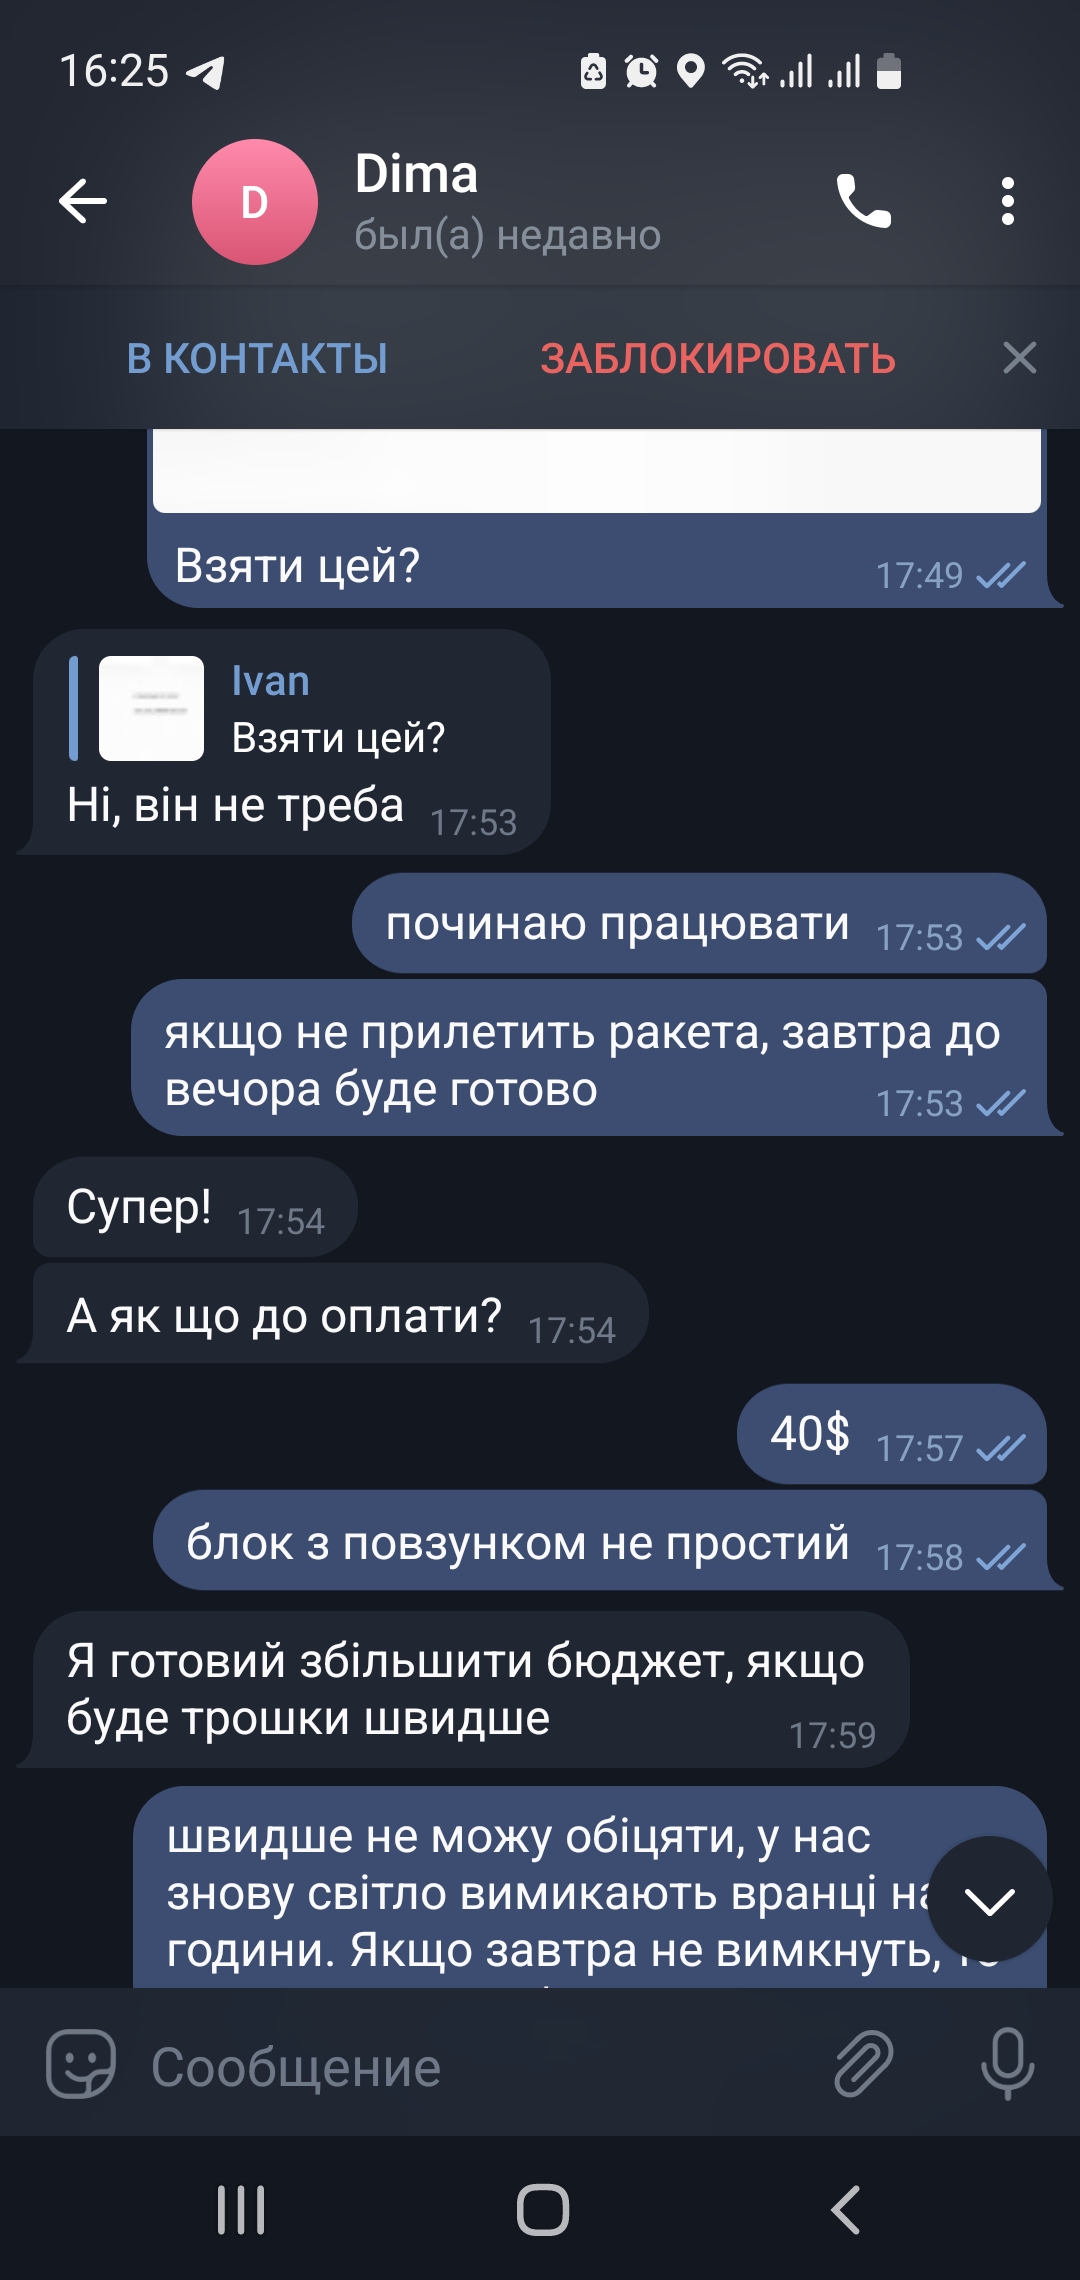 16:25
D
Dima
был(а) недавно
В КОНТАКТЫ
ЗАБЛОКИРОВАТЬ
Взяти цей?
17:49
Ivan
Взяти цей?
Ні, він не треба
17:53
починаю працювати
17:53
якщо не прилетить ракета, завтра до
вечора буде готово
17:53
Супер!
17:54
А як що до оплати?
17:54
40$
17:57
блок з повзунком не простий
17:58
Я готовий збільшити бюджет, якщо
буде трошки швидше
17:59
швидше не можу обіцяти, у нас
знову світло вимикають вранці
години. Якщо завтра не вимкнуть,
Сообщение